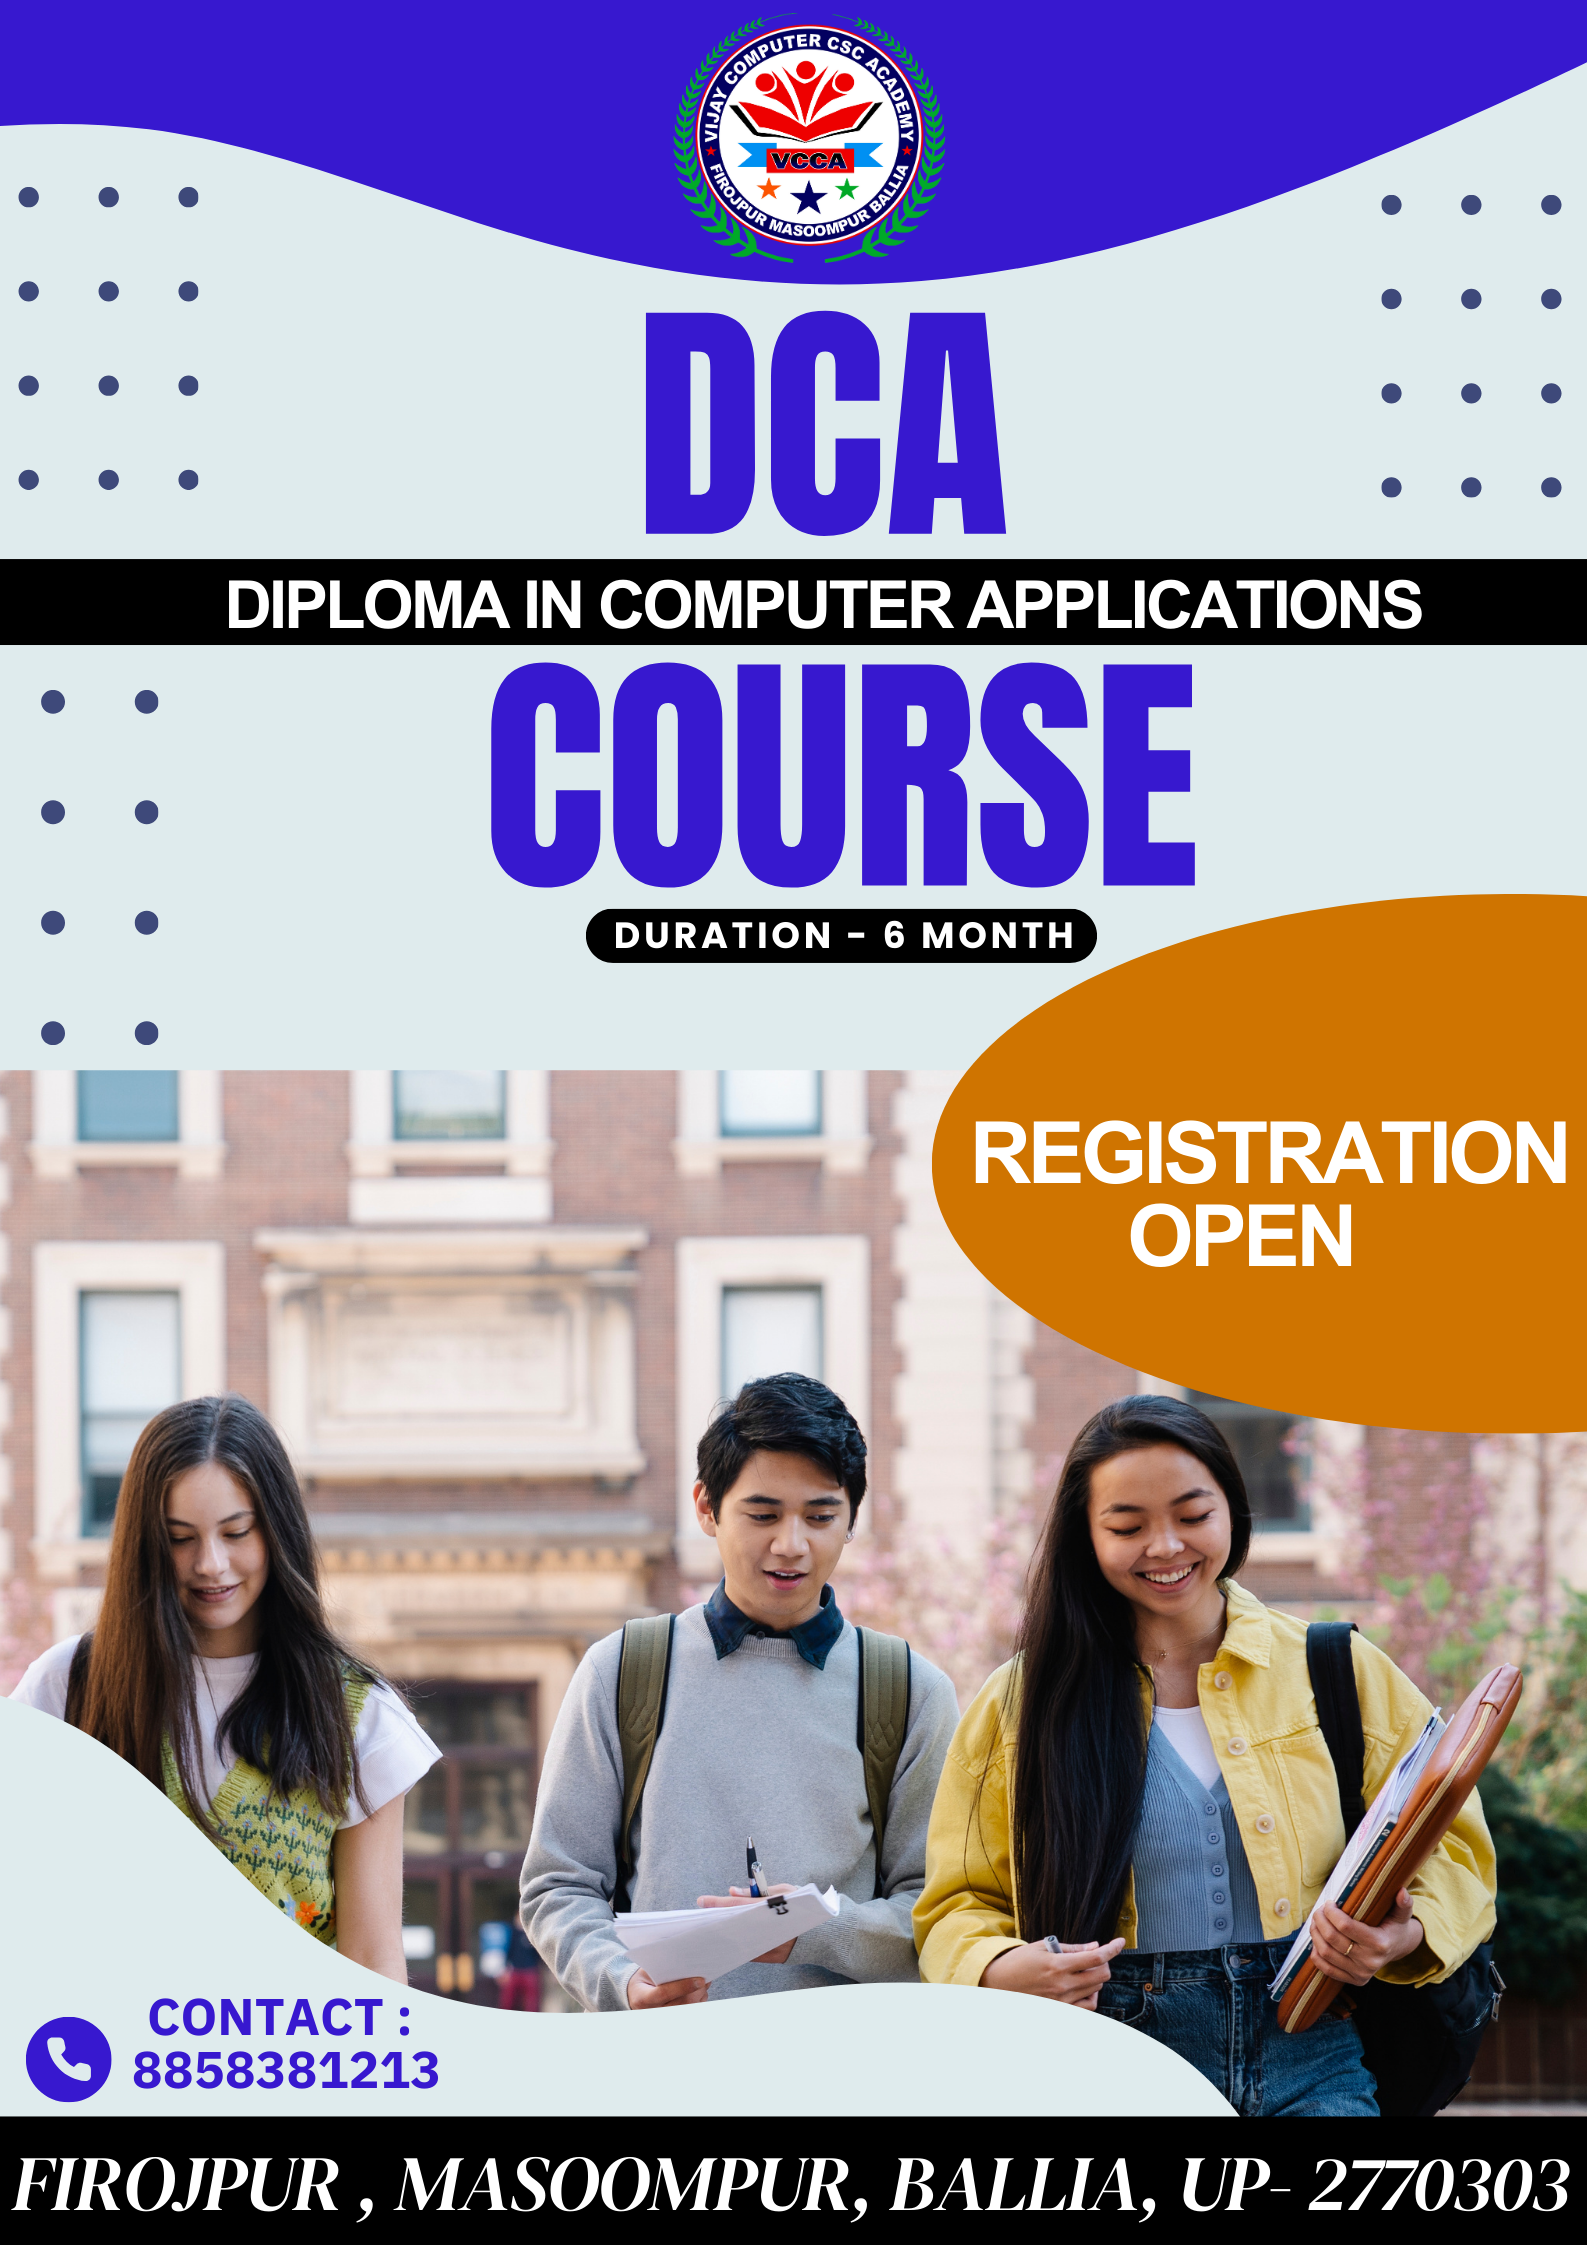 VIJAY COMPUTER CSC ACADEMY
VCCA
FIROJPUR MASOOMPUR BALLIA
DCA
DIPLOMA IN COMPUTER APPLICATIONS
COURSE
DURATION - 6 MONTH
REGISTRATION
OPEN
CONTACT :
8858381213
FIROJPUR , MASOOMPUR, BALLIA, UP- 2770303